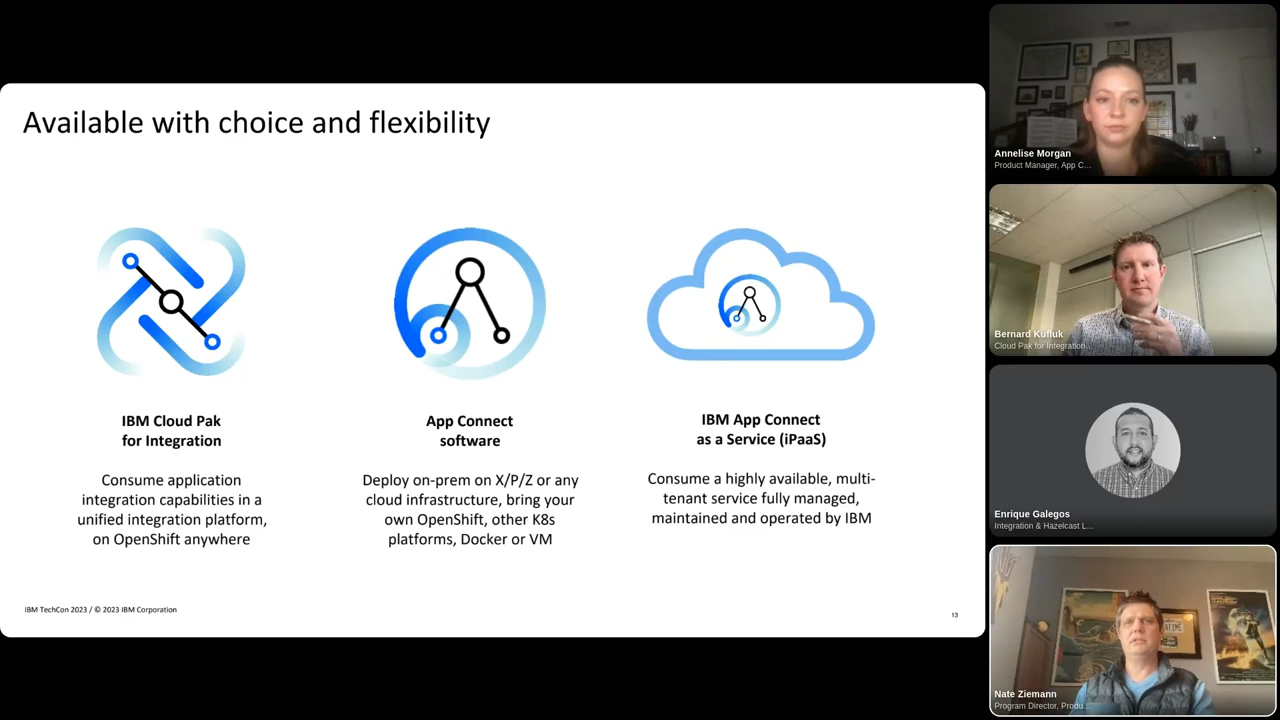 Available with choice and flexibility
IBM Cloud Pak
for Integration
Consume application
integration capabilities in a
unified integration platform,
on OpenShift anywhere
App Connect
software
Deploy on-prem on X/P/Z or any
cloud infrastructure, bring your
own OpenShift, other K8s
platforms, Docker or VM
IBM App Connect
as a Service (iPaaS)
Consume a highly available, multi-
tenant service fully managed,
maintained and operated by IBM
IBM TechCon 2023 / © 2023 IBM Corporation
13
Annelise Morgan
Product Manager, App C...
Bernard Kufluk
Cloud Pak for Integration...
Enrique Galegos
Integration & Hazelcast L...
Nate Ziemann
Program Director, Produ...